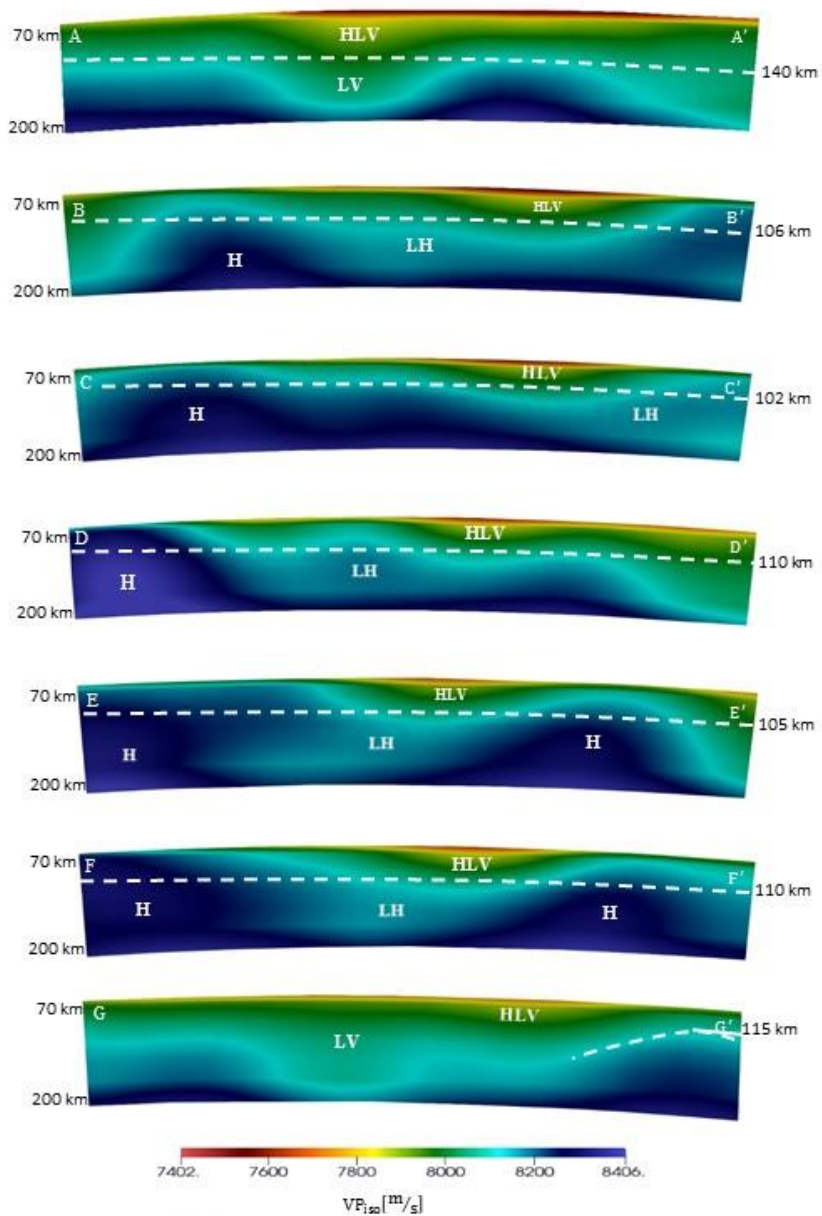 70 km A HLV A'
LV 140 km
200 km
70 km B HLV B'
LH 106 km
H
200 km
70 km C HLV C'
102 km
H LH
200 km
70 km D HLV D'
110 km
H LH
200 km
70 km E HLV E'
105 km
H LH H
200 km
70 km F HLV F'
110 km
H LH H
200 km
70 km G HLV
G' 115 km
LV
200 km
7402. 7600 7800 8000 8200 8406.
VPiso[m/s]